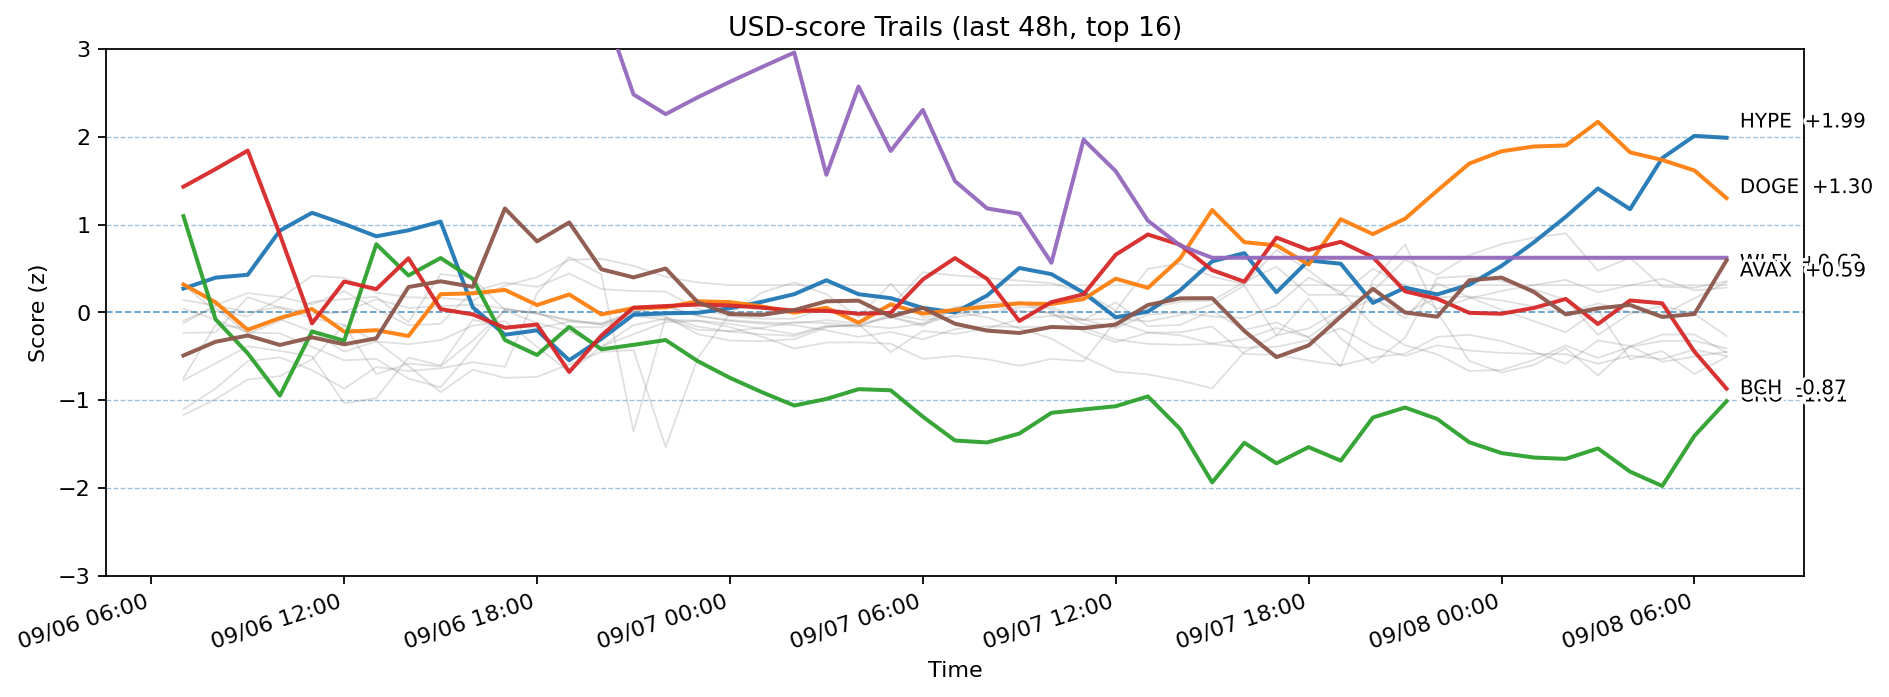 USD-score Trails (last 48h, top 16)
3
2
1
0
−1
−2
−3
Score (z)
HYPE +1.99
DOGE +1.30
AVAX +0.59
BCH -0.87
09/06 06:00
09/06 12:00
09/06 18:00
09/07 00:00
09/07 06:00
09/07 12:00
09/07 18:00
09/08 00:00
09/08 06:00
Time